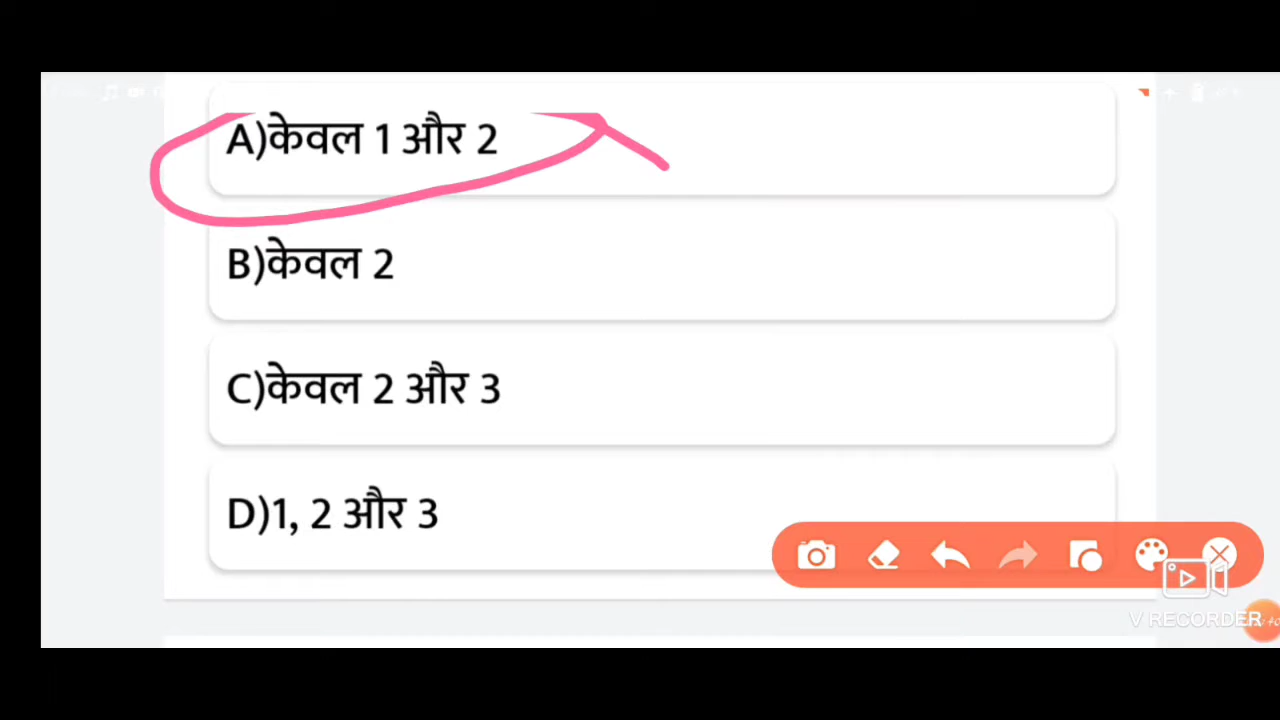 A)केवल 1 और 2
B)केवल 2
C)केवल 2 और 3
D)1, 2 और 3
V RECORDER